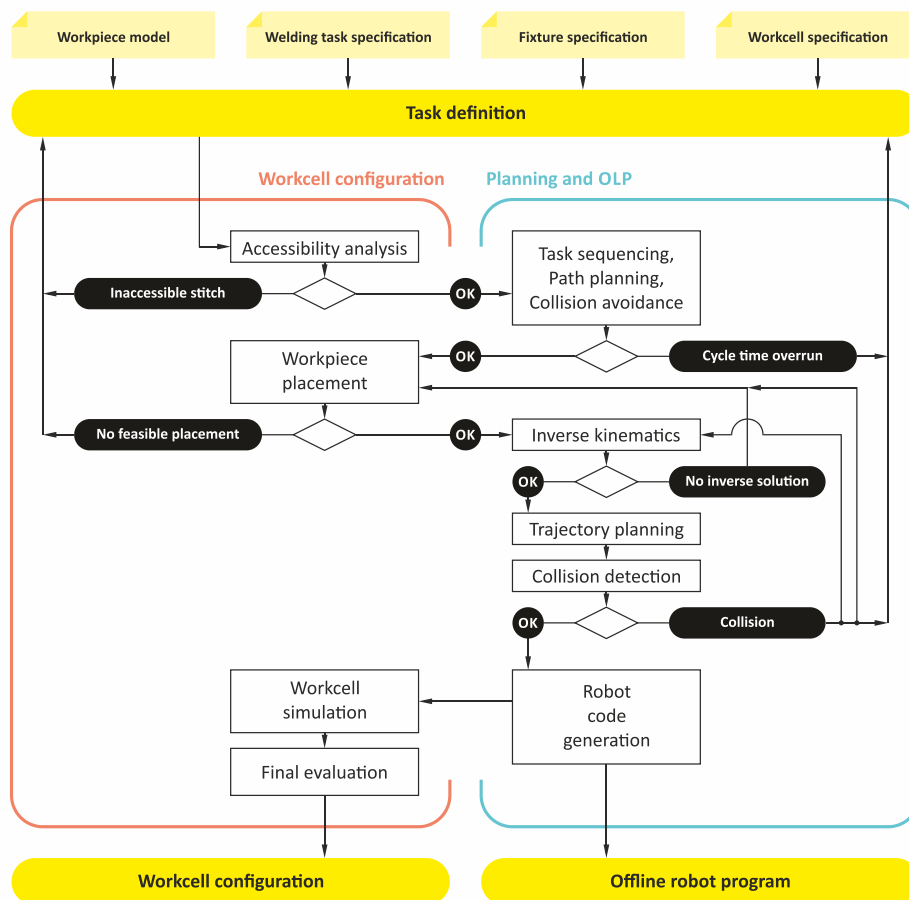 Workpiece model
Welding task specification
Fixture specification
Workcell specification
Task definition
Workcell configuration
Planning and OLP
Accessibility analysis
Task sequencing,
Path planning,
Collision avoidance
Inaccessible stitch
OK
Workpiece
placement
OK
Cycle time overrun
No feasible placement
OK
Inverse kinematics
OK
No inverse solution
Trajectory planning
Collision detection
OK
Collision
Workcell
simulation
Robot
code
generation
Final evaluation
Workcell configuration
Offline robot program